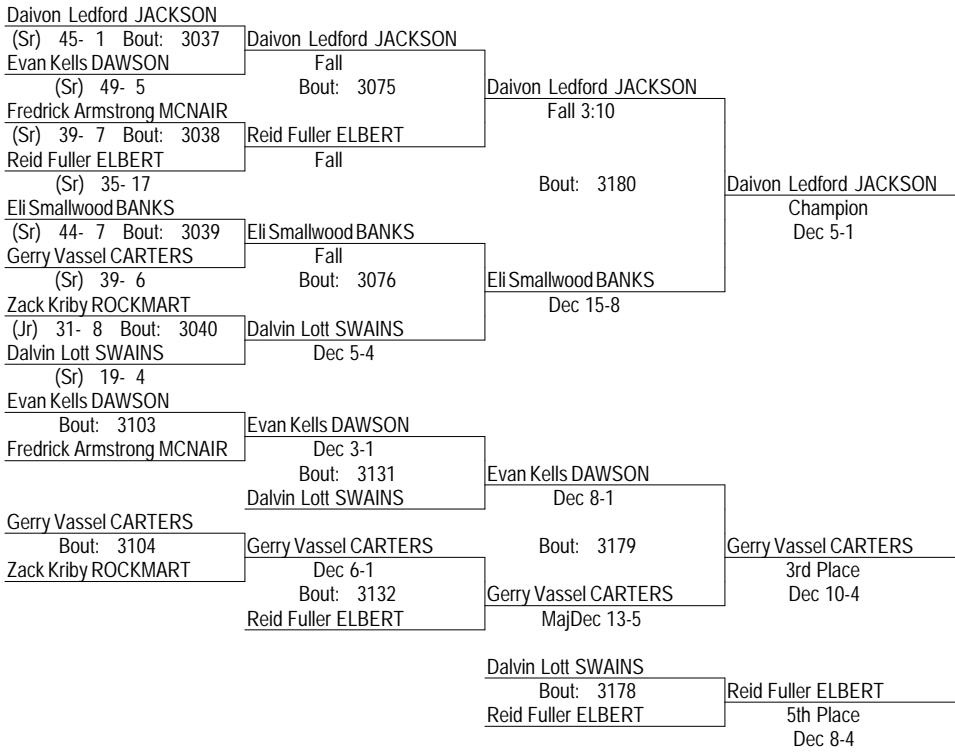 Daivon Ledford JACKSON
(Sr) 45- 1 Bout: 3037
Evan Kells DAWSON
(Sr) 49- 5
Fredrick Armstrong MCNAIR
(Sr) 39- 7 Bout: 3038
Reid Fuller ELBERT
(Sr) 35- 17
Eli Smallwood BANKS
(Sr) 44- 7 Bout: 3039
Gerry Vassel CARTERS
(Sr) 39- 6
Zack Kriby ROCKMART
(Jr) 31- 8 Bout: 3040
Dalvin Lott SWAINS
(Sr) 19- 4
Daivon Ledford JACKSON
Fall
Bout: 3075
Reid Fuller ELBERT
Fall
Eli Smallwood BANKS
Fall
Bout: 3076
Dalvin Lott SWAINS
Dec 5-4
Daivon Ledford JACKSON
Fall 3:10
Bout: 3180
Eli Smallwood BANKS
Dec 15-8
Daivon Ledford JACKSON
Champion
Dec 5-1
Evan Kells DAWSON
Bout: 3103
Fredrick Armstrong MCNAIR
Gerry Vassel CARTERS
Bout: 3104
Zack Kriby ROCKMART
Evan Kells DAWSON
Dec 3-1
Bout: 3131
Dalvin Lott SWAINS
Gerry Vassel CARTERS
Dec 6-1
Bout: 3132
Reid Fuller ELBERT
Evan Kells DAWSON
Dec 8-1
Bout: 3179
Gerry Vassel CARTERS
MajDec 13-5
Gerry Vassel CARTERS
3rd Place
Dec 10-4
Dalvin Lott SWAINS
Bout: 3178
Reid Fuller ELBERT
Reid Fuller ELBERT
5th Place
Dec 8-4